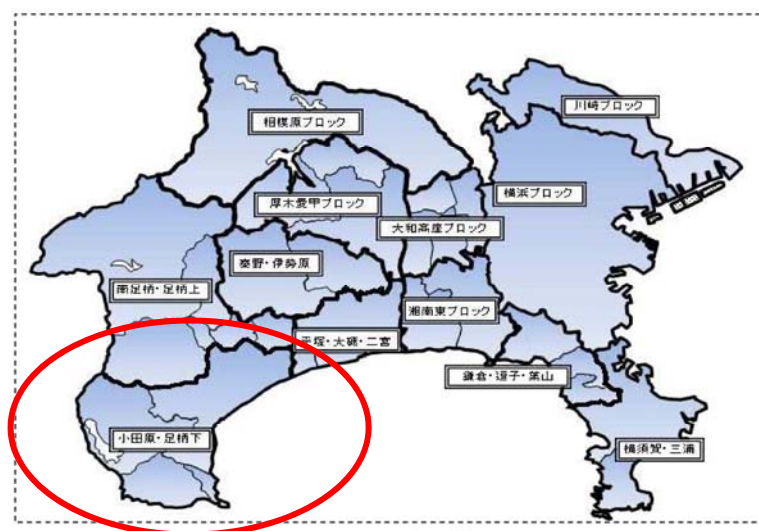 川崎ブロック
相模原ブロック
横浜ブロック
厚木愛甲ブロック
大和高座ブロック
秦野・伊勢原
南足柄・足柄上
湘南東ブロック
平塚・大磯・二宮
鎌倉・逗子・葉山
小田原・足柄下
横須賀・三浦